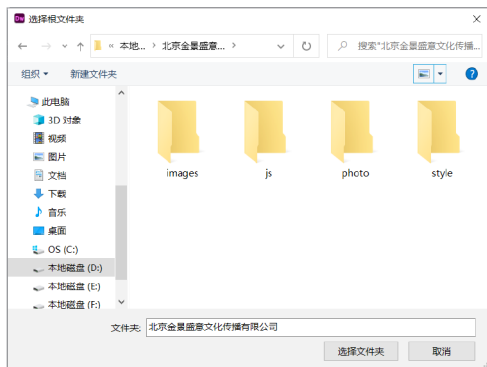 Dw 选择根文件夹
« 本地... › 北京金景盛意... ›
搜索"北京金景盛意文化传播...
组织
新建文件夹
此电脑
3D 对象
视频
图片
文档
下载
音乐
桌面
OS (C:)
本地磁盘 (D:)
本地磁盘 (E:)
本地磁盘 (F:)
images
js
photo
style
文件夹: 北京金景盛意文化传播有限公司
选择文件夹
取消